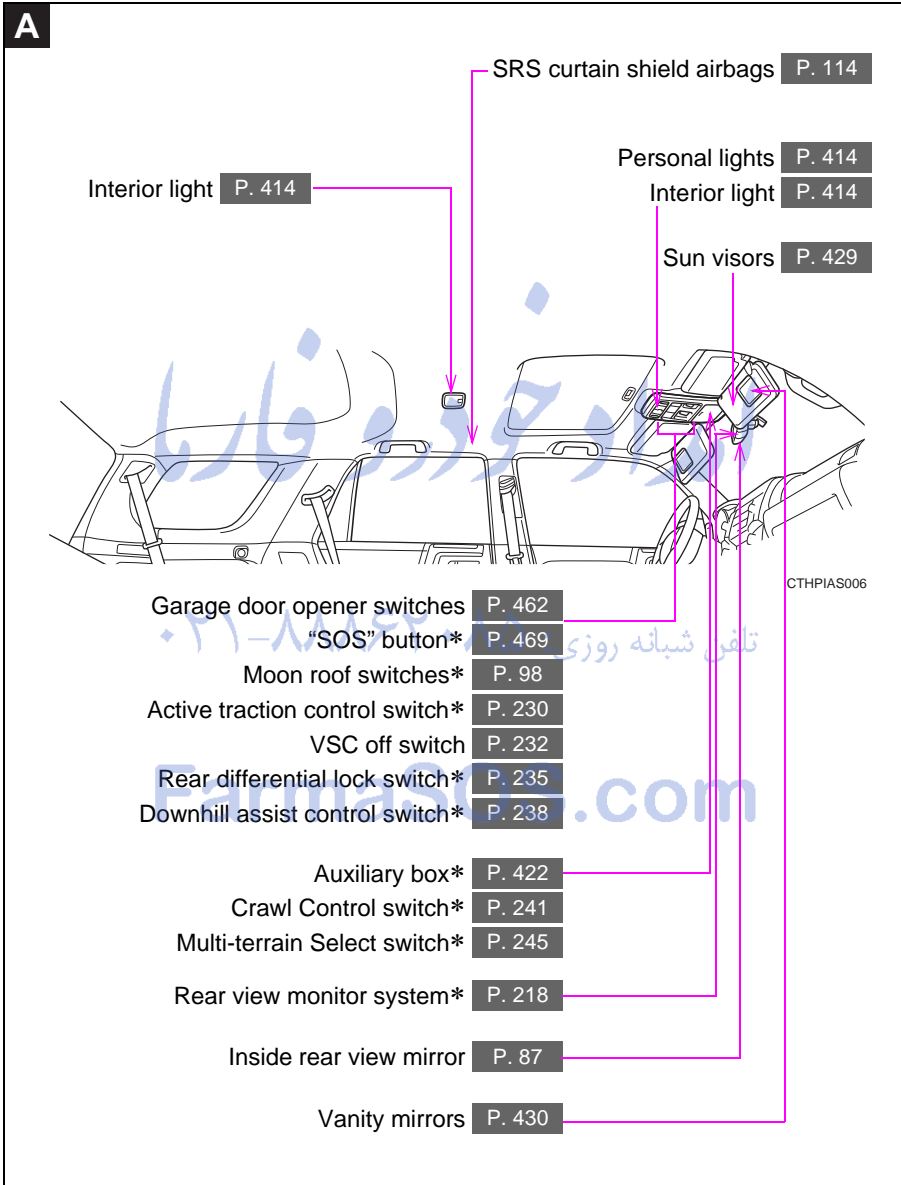 A
SRS curtain shield airbags P. 114
Personal lights P. 414
Interior light P. 414
Interior light P. 414
Sun visors P. 429
امداد خودرو فارما
CTHPIAS006
Garage door opener switches P. 462
“SOS” button* P. 469
تلفن شبانه روزی
Moon roof switches* P. 98
Active traction control switch* P. 230
VSC off switch P. 232
Rear differential lock switch* P. 235
FarmaSOS.com
Downhill assist control switch* P. 238
Auxiliary box* P. 422
Crawl Control switch* P. 241
Multi-terrain Select switch* P. 245
Rear view monitor system* P. 218
Inside rear view mirror P. 87
Vanity mirrors P. 430